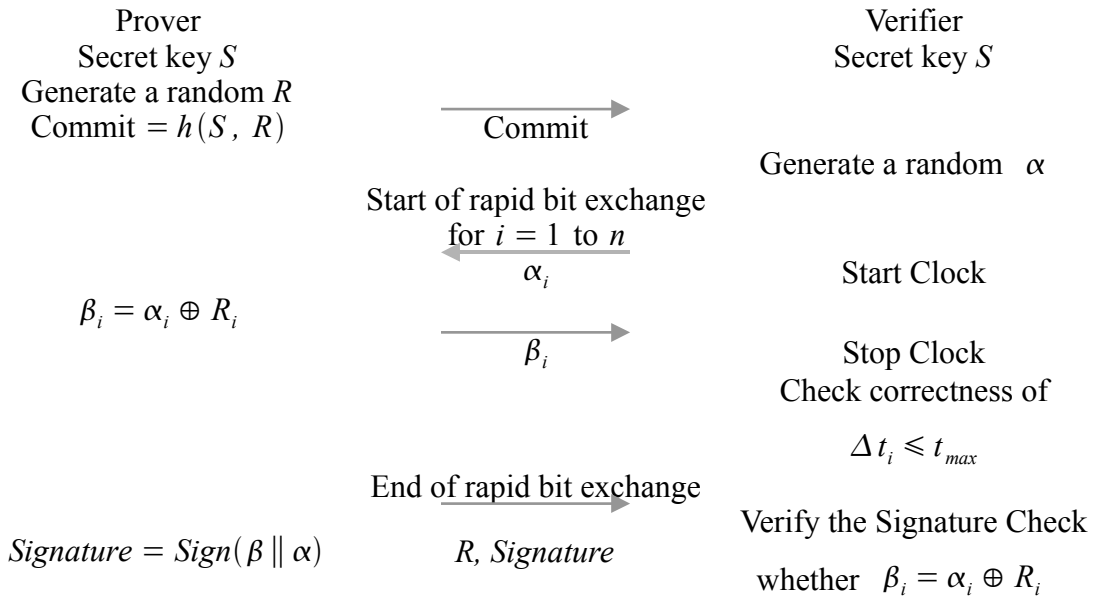 Prover
Secret key S
Generate a random R
Commit = h(S, R)
Verifier
Secret key S
Commit
Generate a random α
Start of rapid bit exchange
for i = 1 to n
α_i
Start Clock
β_i = α_i ⊕ R_i
β_i
Stop Clock
Check correctness of
Δt_i ⩽ t_max
End of rapid bit exchange
Signature = Sign(β ∥ α)
R, Signature
Verify the Signature Check
whether β_i = α_i ⊕ R_i